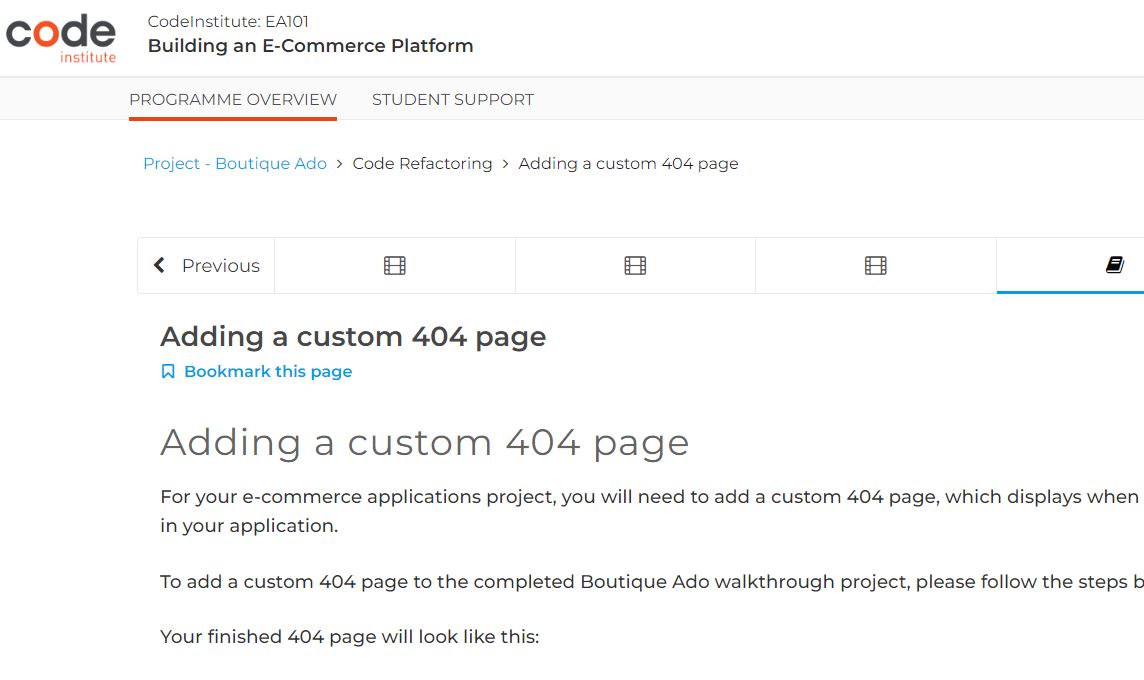 code
institute
CodeInstitute: EA101
Building an E-Commerce Platform
PROGRAMME OVERVIEW STUDENT SUPPORT
Project - Boutique Ado > Code Refactoring > Adding a custom 404 page
Previous
Adding a custom 404 page
Bookmark this page
Adding a custom 404 page
For your e-commerce applications project, you will need to add a custom 404 page, which displays when
in your application.
To add a custom 404 page to the completed Boutique Ado walkthrough project, please follow the steps b
Your finished 404 page will look like this: